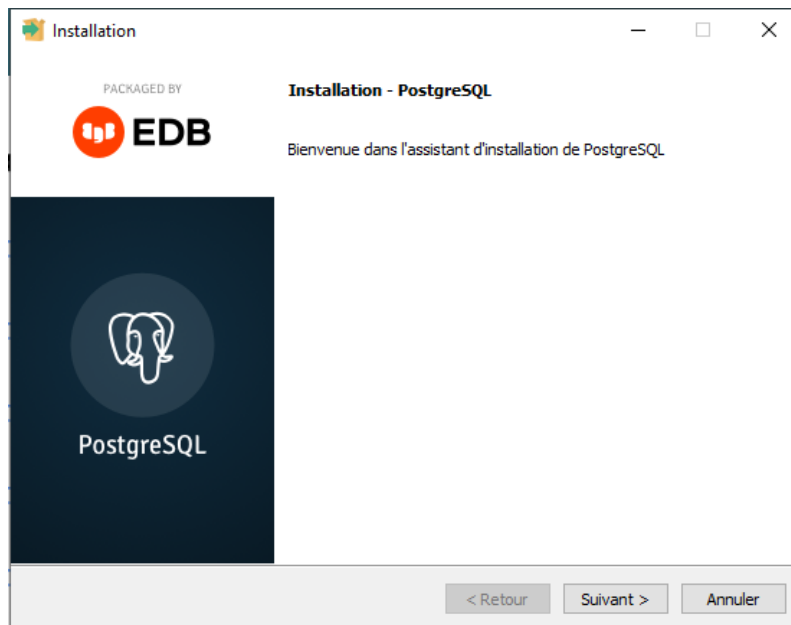 Installation
PACKAGED BY
EDB
Installation - PostgreSQL
Bienvenue dans l'assistant d'installation de PostgreSQL
PostgreSQL
< Retour
Suivant >
Annuler